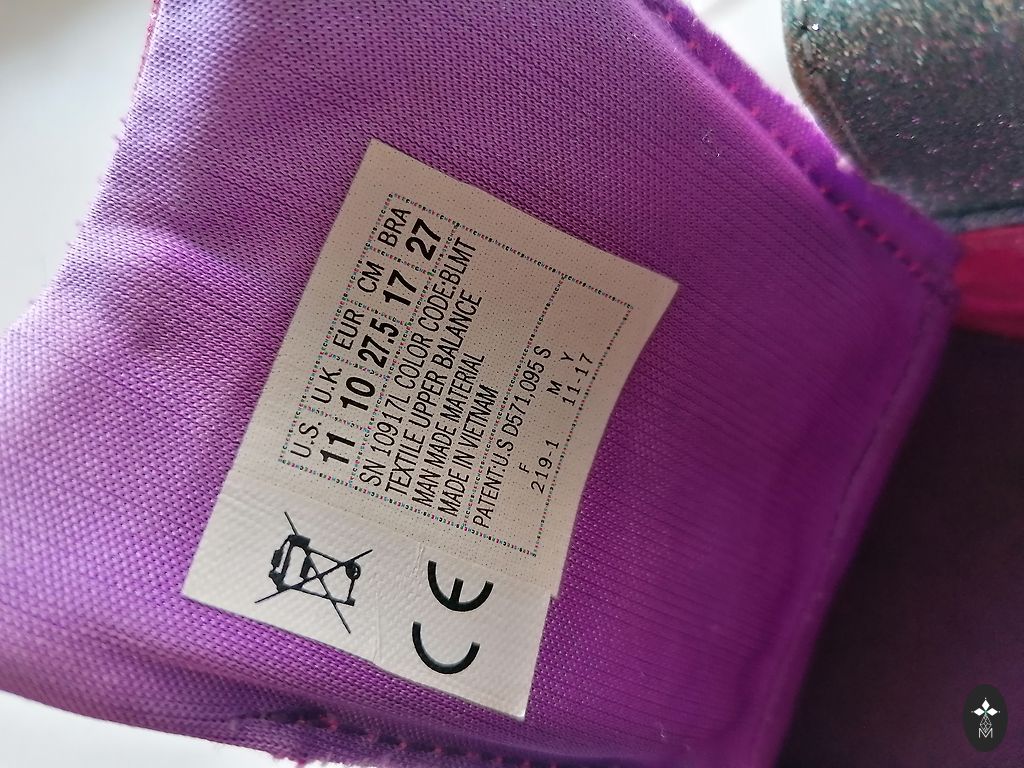 U.S. U.K. EUR CM BRA
11 10 27.5 17 27
SN 10917L COLOR CODE:BLMT
TEXTILE UPPER BALANCE
MAN MADE MATERIAL
MADE IN VIETNAM
PATENT:U.S D571,095 S
F M Y
219-1 11-17
CE
M